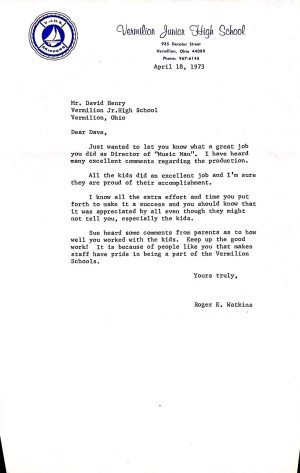 Vermilion Junior High School
935 Decatur Street
Vermilion, Ohio 44089
Phone: 967-6146
April 18, 1973
Mr. David Henry
Vermilion Jr.High School
Vermilion, Ohio
Dear Dave,
Just wanted to let you know what a great job
you did as Director of "Music Man". I have heard
many excellent comments regarding the production.
All the kids did an excellent job and I'm sure
they are proud of their accomplishment.
I know all the extra effort and time you put
forth to make it a success and you should know that
it was appreciated by all even though they might
not tell you, especially the kids.
Sue heard some comments from parents as to how
well you worked with the kids. Keep up the good
work! It is because of people like you that makes
staff have pride in being a part of the Vermilion
Schools.
Yours truly,
Roger E. Watkins